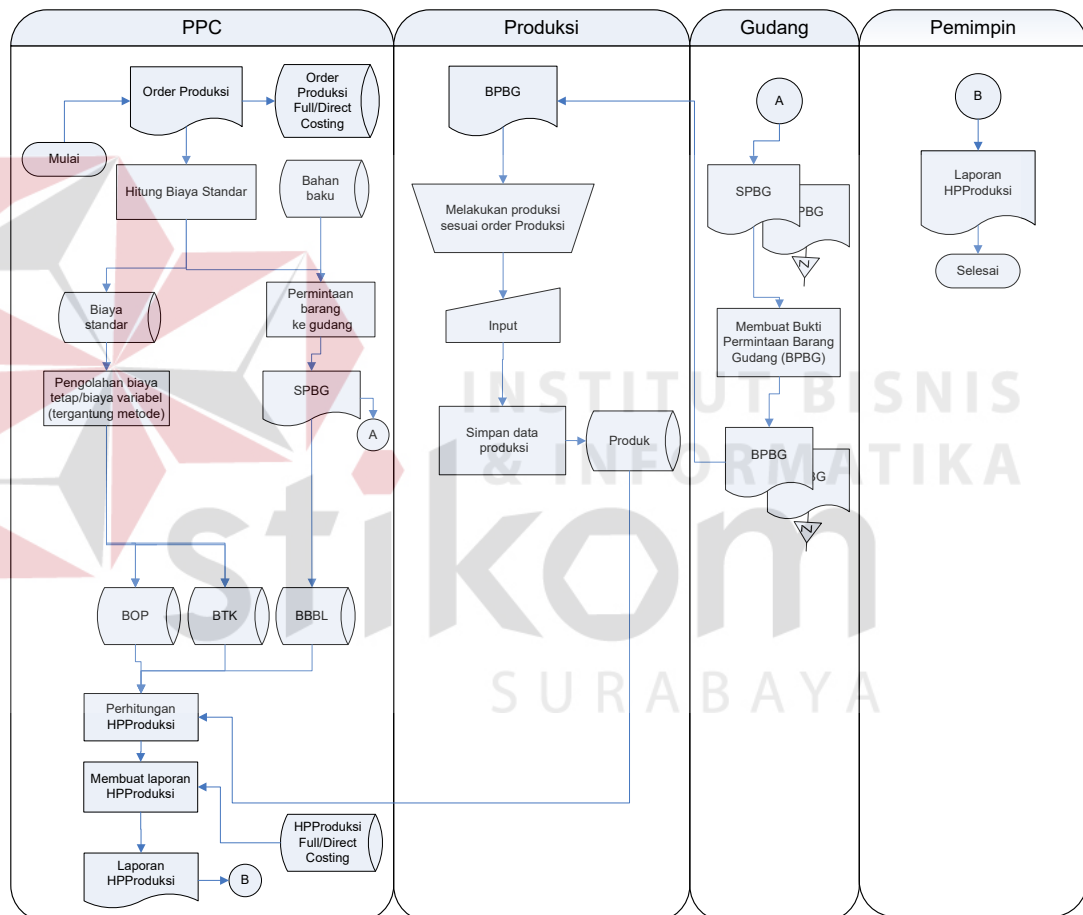 PPC
Produksi
Gudang
Pemimpin
Order Produksi
Order
Produksi
Full/Direct
Costing
Mulai
Hitung Biaya Standar
Bahan
baku
Biaya
standar
Permintaan
barang
ke gudang
Pengolahan biaya
tetap/biaya variabel
(tergantung metode)
SPBG
A
BOP
BTK
BBBL
Perhitungan
HPProduksi
Membuat laporan
HPProduksi
HPProduksi
Full/Direct
Costing
Laporan
HPProduksi
B
BPBG
Melakukan produksi
sesuai order Produksi
Input
Simpan data
produksi
Produk
A
SPBG
PBG
Z
Membuat Bukti
Permintaan Barang
Gudang (BPBG)
BPBG
BG
Z
B
Laporan
HPProduksi
Selesai
INSTITUT BISNIS
& INFORMATIKA
stikom
SURABAYA